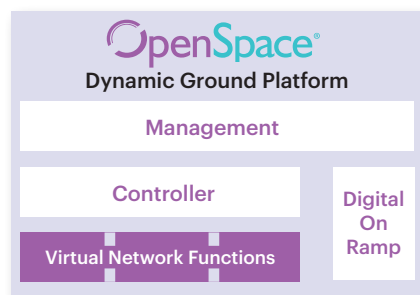 OpenSpace®
Dynamic Ground Platform
Management
Controller
Virtual Network Functions
Digital
On
Ramp